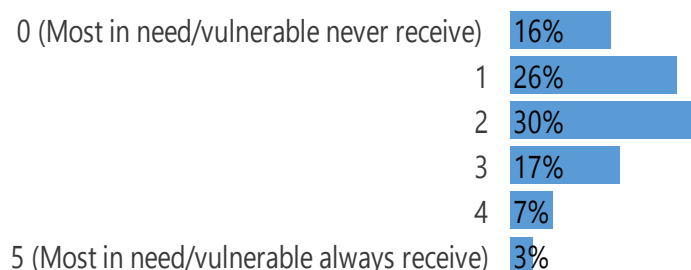 0 (Most in need/vulnerable never receive) 16%
1 26%
2 30%
3 17%
4 7%
5 (Most in need/vulnerable always receive) 3%